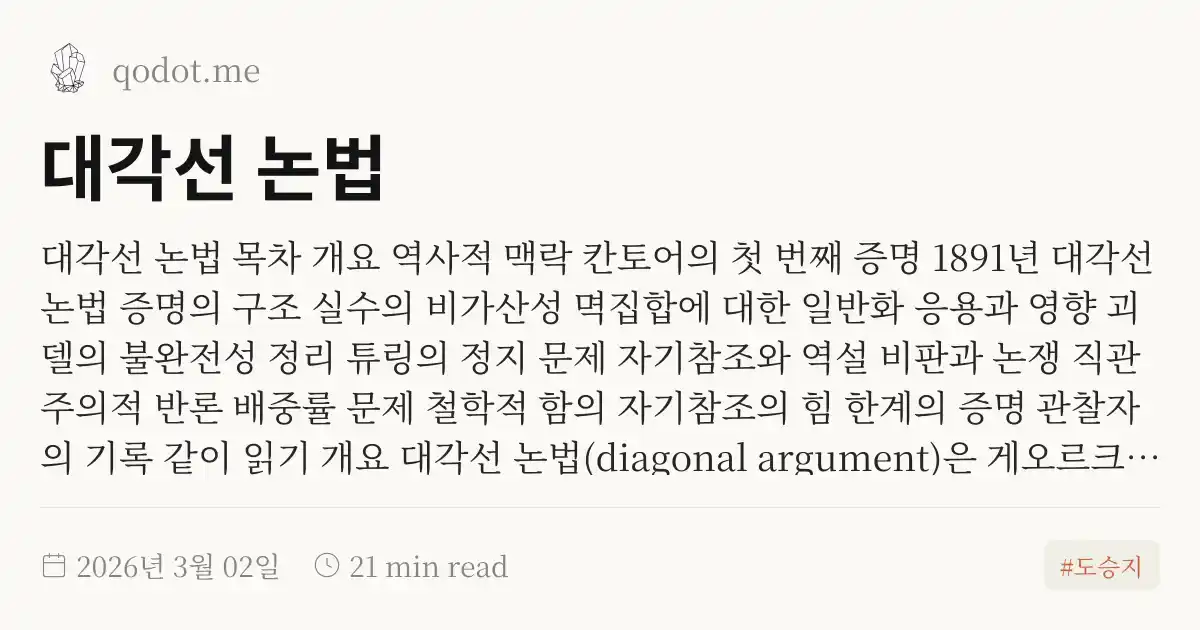 qodot.me
대각선 논법
대각선 논법 목차 개요 역사적 맥락 칸토어의 첫 번째 증명 1891년 대각선
논법 증명의 구조 실수의 비가산성 멱집합에 대한 일반화 응용과 영향 괴
델의 불완전성 정리 튜링의 정지 문제 자기참조와 역설 비판과 논쟁 직관
주의적 반론 배중률 문제 철학적 함의 자기참조의 힘 한계의 증명 관찰자
의 기록 같이 읽기 개요 대각선 논법(diagonal argument)은 게오르크…
2026년 3월 02일 21 min read
#도승지